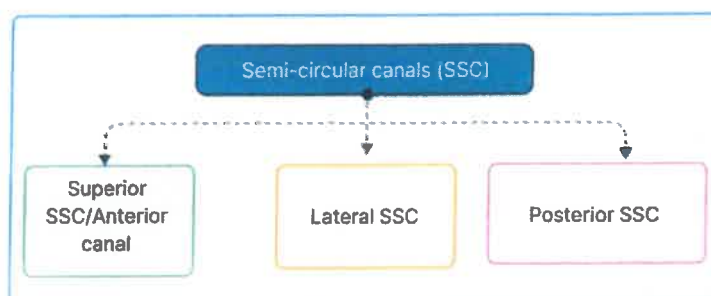 Semi-circular canals (SSC)
Superior
SSC/Anterior
canal
Lateral SSC
Posterior SSC